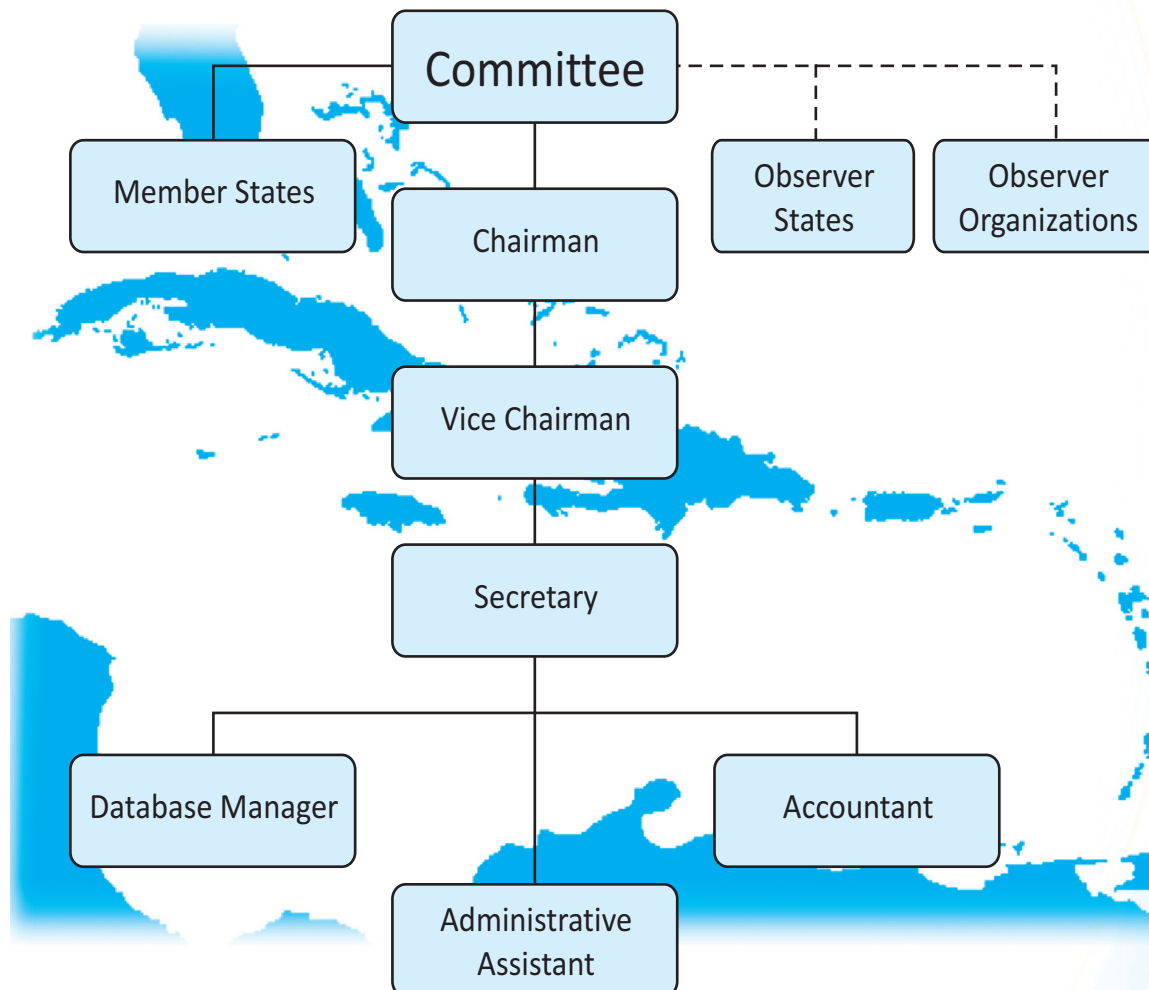 Committee
Member States
Observer
States
Observer
Organizations
Chairman
Vice Chairman
Secretary
Database Manager
Accountant
Administrative
Assistant